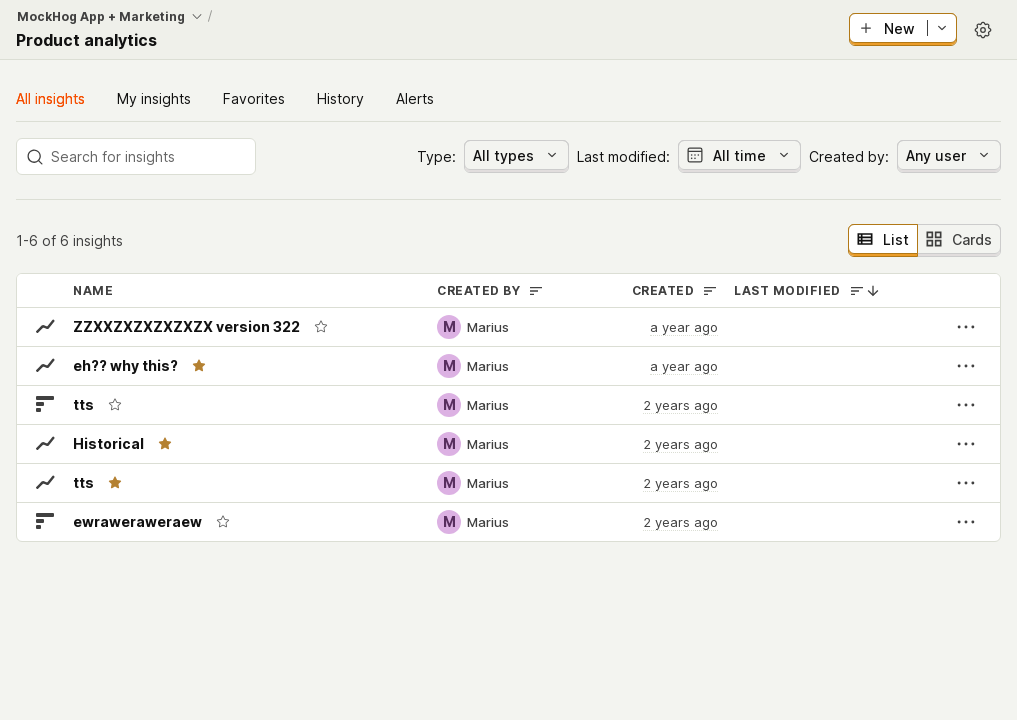 MockHog App + Marketing /
Product analytics
New
All insights My insights Favorites History Alerts
Search for insights Type: All types Last modified: All time Created by: Any user
1-6 of 6 insights List Cards
NAME CREATED BY CREATED LAST MODIFIED
ZZXXZXZXZXZXZX version 322 M Marius a year ago
eh?? why this? M Marius a year ago
tts M Marius 2 years ago
Historical M Marius 2 years ago
tts M Marius 2 years ago
ewraweraweraew M Marius 2 years ago